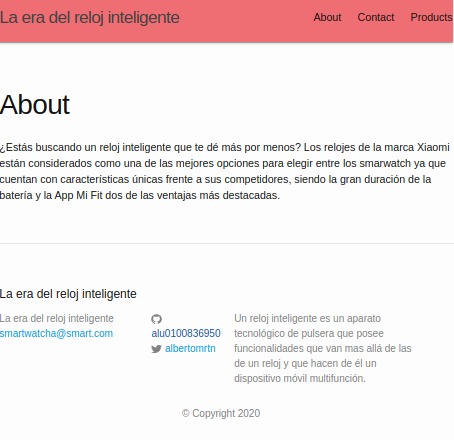 La era del reloj inteligente
About
Contact
Products
About
¿Estás buscando un reloj inteligente que te dé más por menos? Los relojes de la marca Xiaomi
están considerados como una de las mejores opciones para elegir entre los smarwatch ya que
cuentan con características únicas frente a sus competidores, siendo la gran duración de la
batería y la App Mi Fit dos de las ventajas más destacadas.
La era del reloj inteligente
La era del reloj inteligente
smartwatcha@smart.com
alu0100836950
albertomrtn
Un reloj inteligente es un aparato
tecnológico de pulsera que posee
funcionalidades que van mas allá de las
de un reloj y que hacen de él un
dispositivo móvil multifunción.
© Copyright 2020